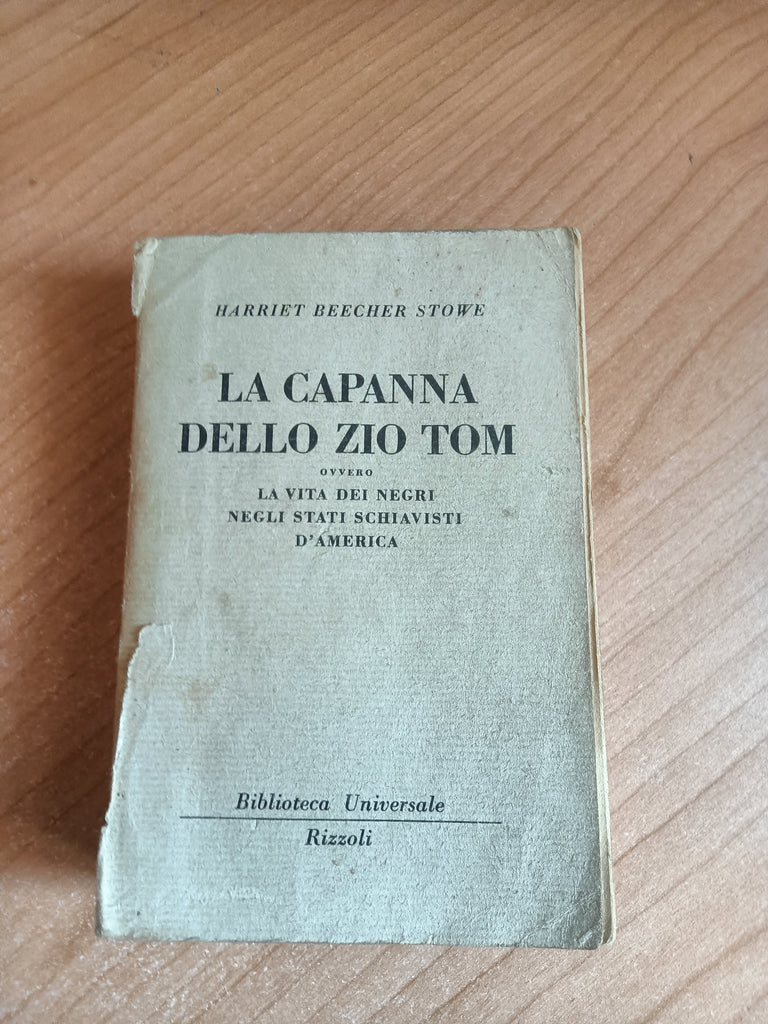 HARRIET BEECHER STOWE
LA CAPANNA
DELLO ZIO TOM
OVVERO
LA VITA DEI NEGRI
NEGLI STATI SCHIAVISTI
D'AMERICA
Biblioteca Universale
Rizzoli